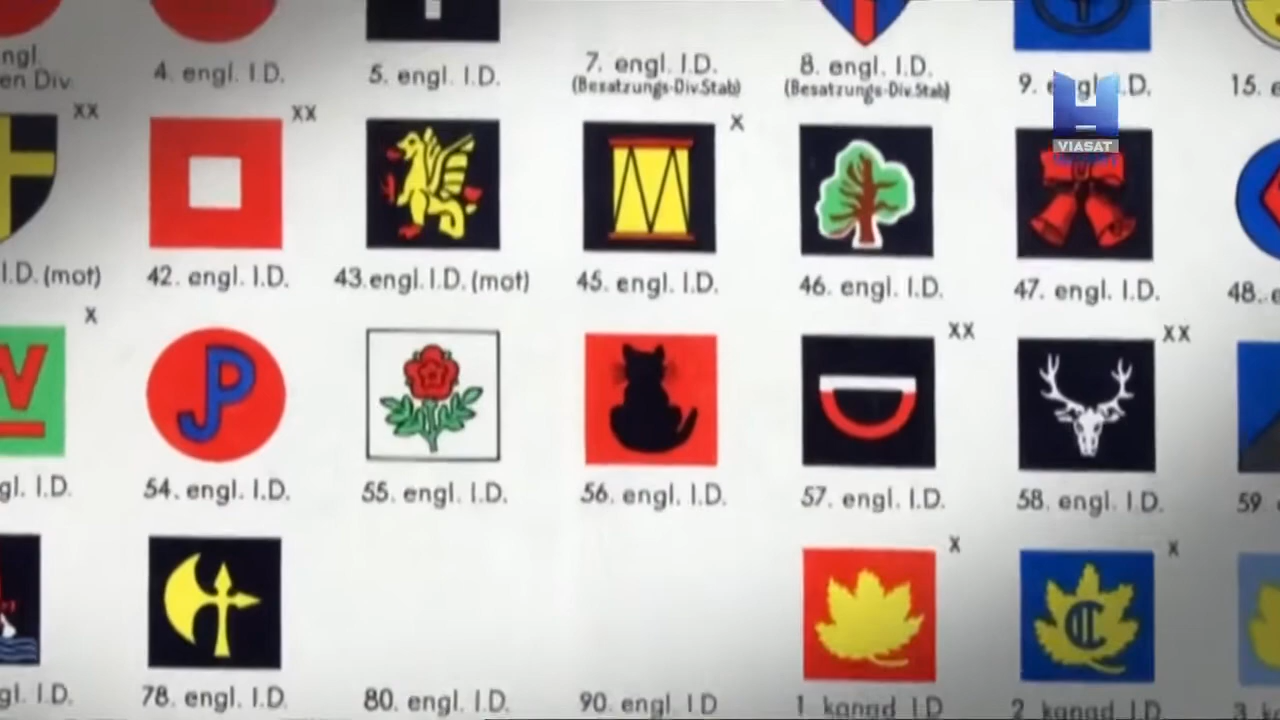 ngl.
en Div.
4. engl. I.D.
5. engl. I.D.
7. engl. I.D.
(Besatzungs-Div.Stab)
8. engl. I.D.
(Besatzungs-Div.Stab)
9. engl. I.D.
15. e
VIASAT
XX
XX
X
I.D. (mot)
42. engl. I.D.
43. engl. I.D. (mot)
45. engl. I.D.
46. engl. I.D.
47. engl. I.D.
48. e
X
XX
XX
JP
gl. I.D.
54. engl. I.D.
55. engl. I.D.
56. engl. I.D.
57. engl. I.D.
58. engl. I.D.
59.
X
X
CII
gl. I.D.
78. engl. I.D.
80. engl. I.D.
90. engl. I D
1 kanad I D
2 kanad. I.D.